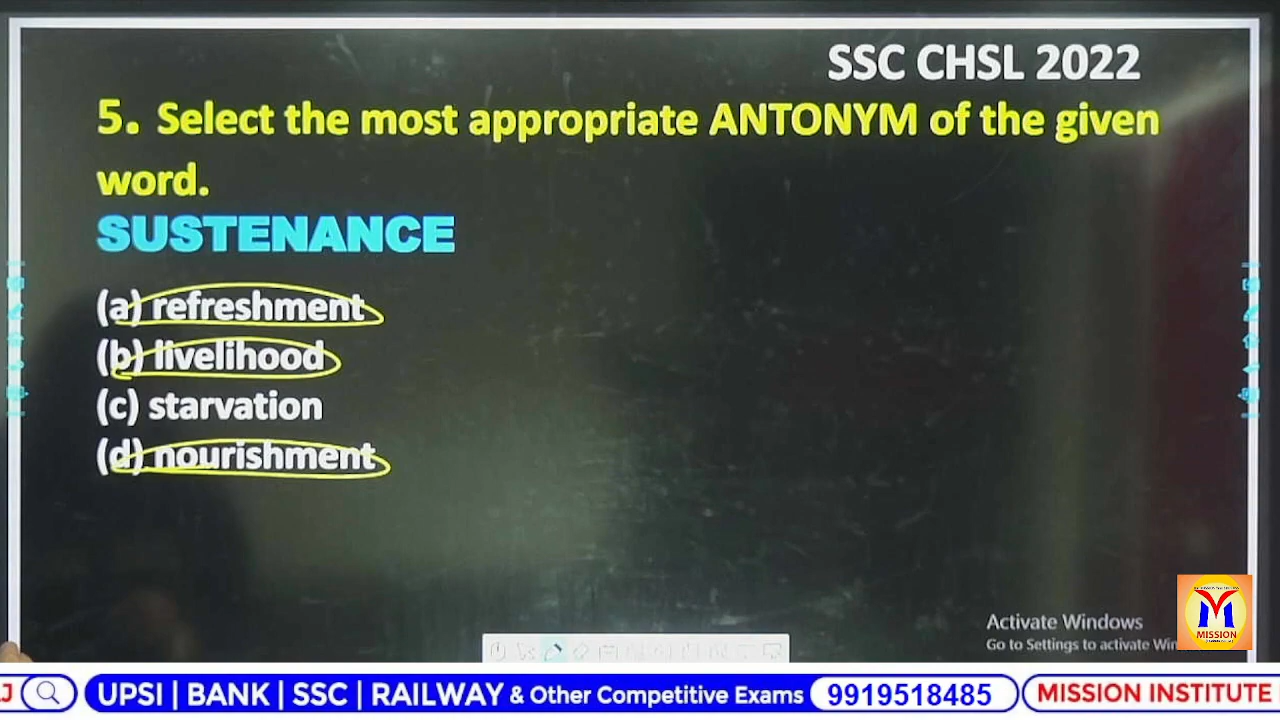 SSC CHSL 2022
5. Select the most appropriate ANTONYM of the given
word.
SUSTENANCE
(a) refreshment
(b) livelihood
(c) starvation
(d) nourishment
Activate Windows
Go to Settings to activate Win
MISSION
J
UPSI | BANK | SSC | RAILWAY & Other Competitive Exams
9919518485
MISSION INSTITUTE